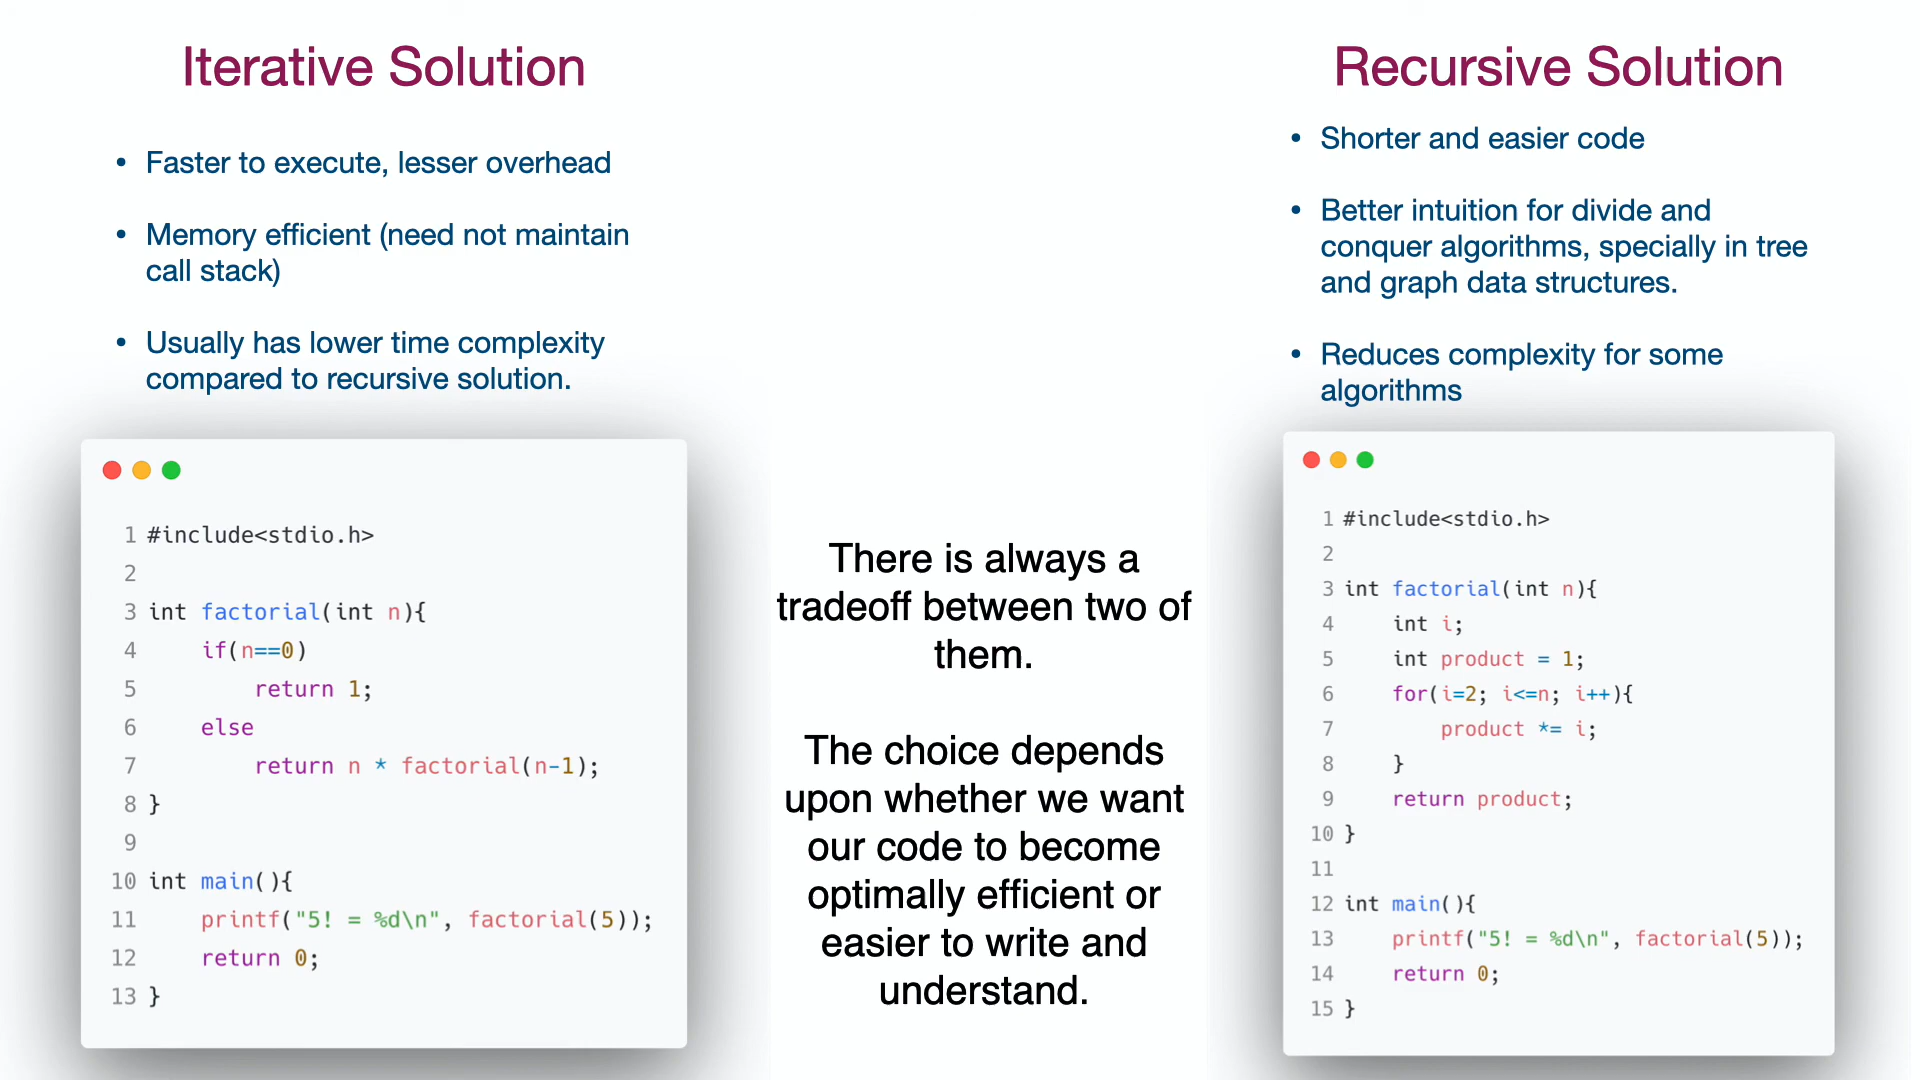 Iterative Solution
• Faster to execute, lesser overhead
• Memory efficient (need not maintain
call stack)
• Usually has lower time complexity
compared to recursive solution.
1 #include<stdio.h>
2
3 int factorial(int n){
4     if(n==0)
5         return 1;
6     else
7         return n * factorial(n-1);
8 }
9
10 int main(){
11     printf("5! = %d\n", factorial(5));
12     return 0;
13 }
There is always a
tradeoff between two of
them.
The choice depends
upon whether we want
our code to become
optimally efficient or
easier to write and
understand.
Recursive Solution
• Shorter and easier code
• Better intuition for divide and
conquer algorithms, specially in tree
and graph data structures.
• Reduces complexity for some
algorithms
1 #include<stdio.h>
2
3 int factorial(int n){
4     int i;
5     int product = 1;
6     for(i=2; i<=n; i++){
7         product *= i;
8     }
9     return product;
10 }
11
12 int main(){
13     printf("5! = %d\n", factorial(5));
14     return 0;
15 }